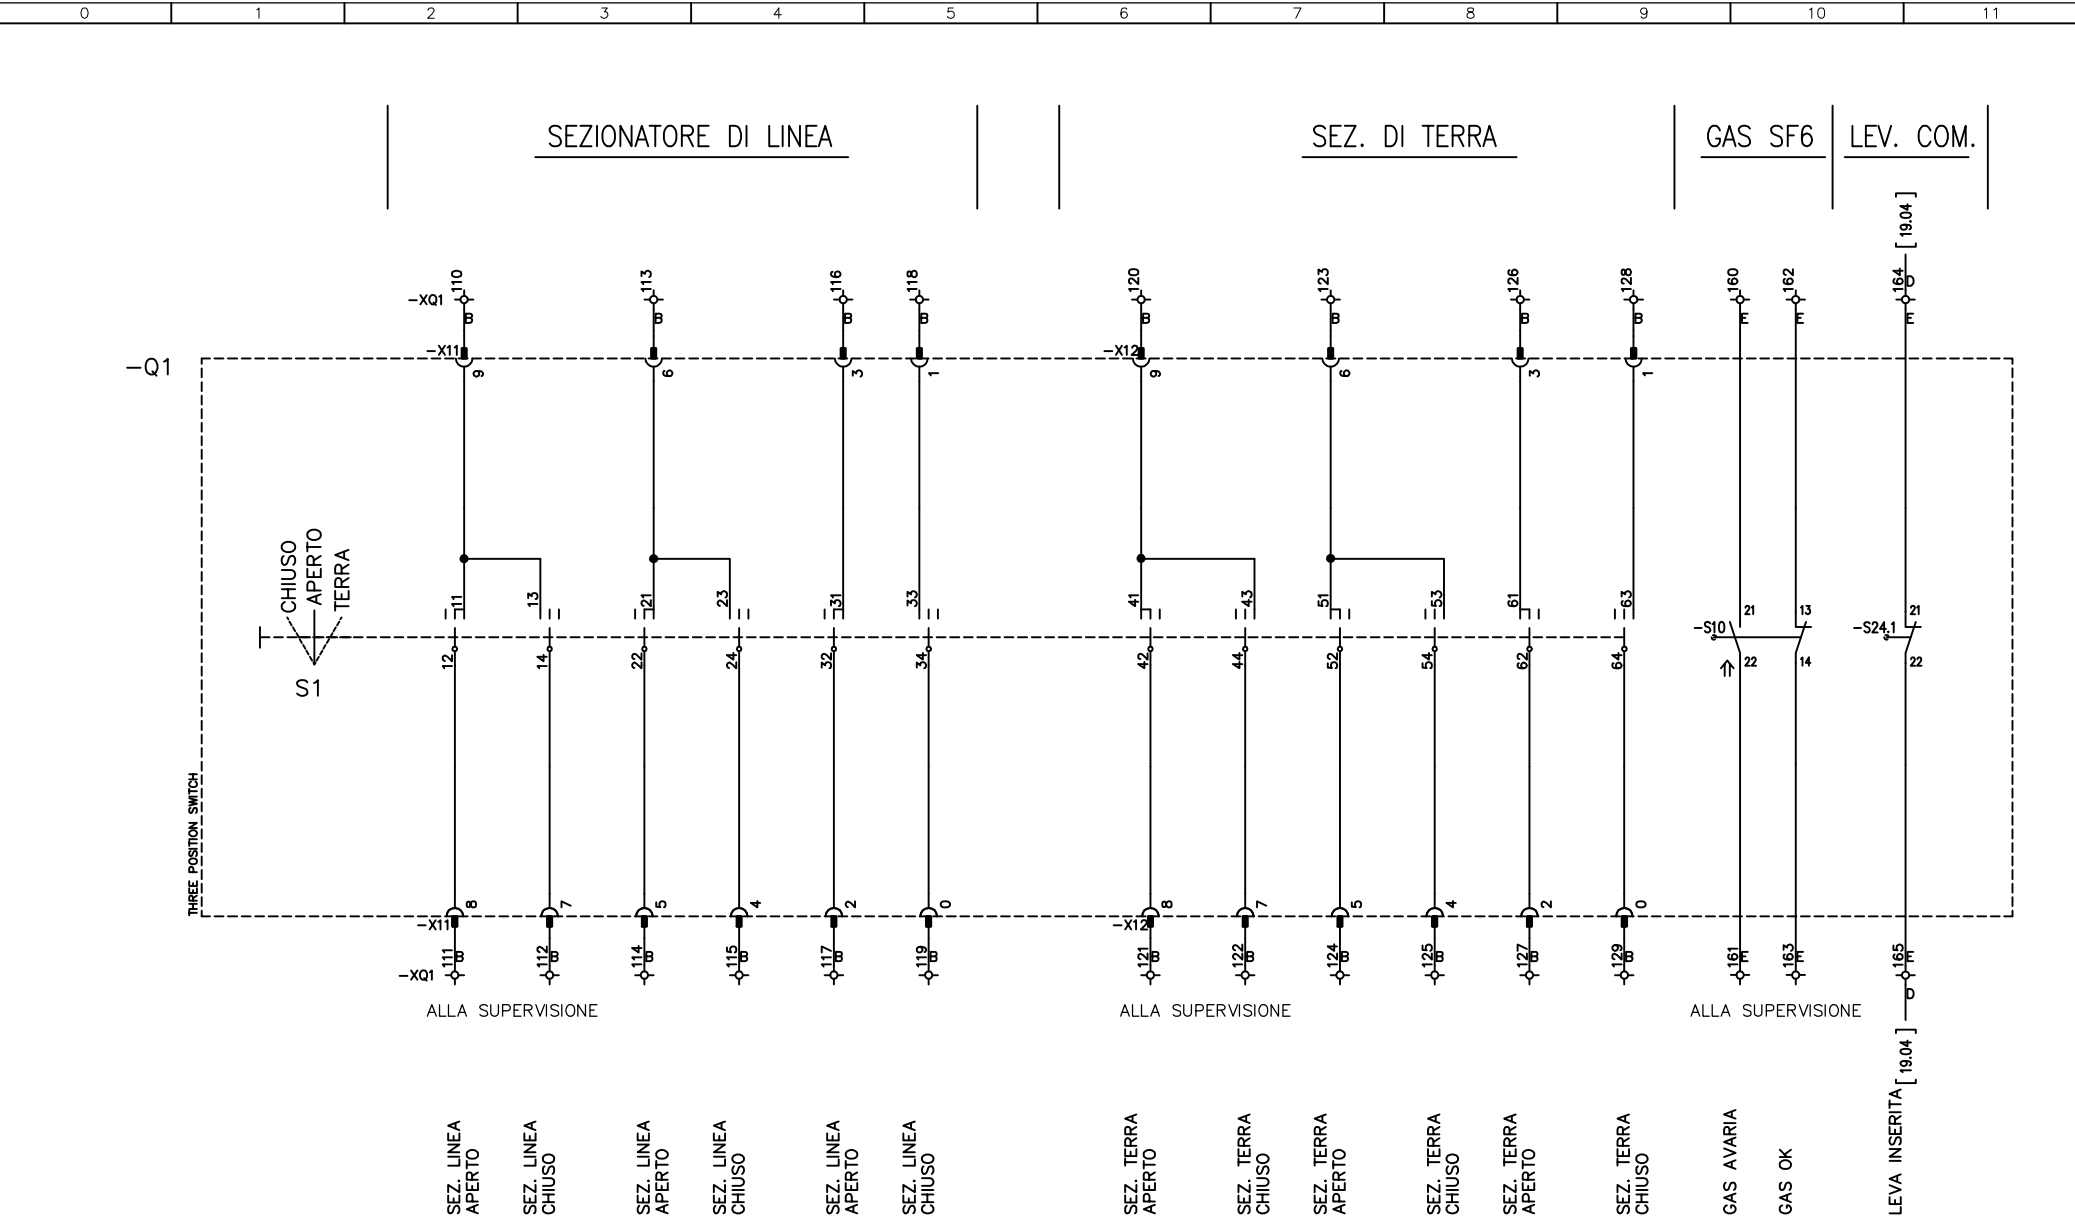 0 1 2 3 4 5 6 7 8 9 10 11
SEZIONATORE DI LINEA
SEZ. DI TERRA
GAS SF6
LEV. COM.
[ 19.04 ]
-XQ1 110 113 116 118 120 123 126 128 160 162 164 D
B B B B B B B B E E E
-X11 -X12
-Q1
9 6 3 1 9 6 3 1
CHIUSO
APERTO
TERRA
11 13 21 23 31 33 41 43 51 53 61 63
21 13 21
-S10 -S24.1
12 14 22 24 32 34 42 44 52 54 62 64
22 14 22
S1
THREE POSITION SWITCH
8 7 5 4 2 0 8 7 5 4 2 0
-X11 -X12
111 112 114 115 117 119 121 122 124 125 127 129 161 163 165
B B B B B B B B B B B B E E E
-XQ1
D
ALLA SUPERVISIONE
ALLA SUPERVISIONE
ALLA SUPERVISIONE
[ 19.04 ]
SEZ. LINEA
APERTO
SEZ. LINEA
CHIUSO
SEZ. LINEA
APERTO
SEZ. LINEA
CHIUSO
SEZ. LINEA
APERTO
SEZ. LINEA
CHIUSO
SEZ. TERRA
APERTO
SEZ. TERRA
CHIUSO
SEZ. TERRA
APERTO
SEZ. TERRA
CHIUSO
SEZ. TERRA
APERTO
SEZ. TERRA
CHIUSO
GAS AVARIA
GAS OK
LEVA INSERITA